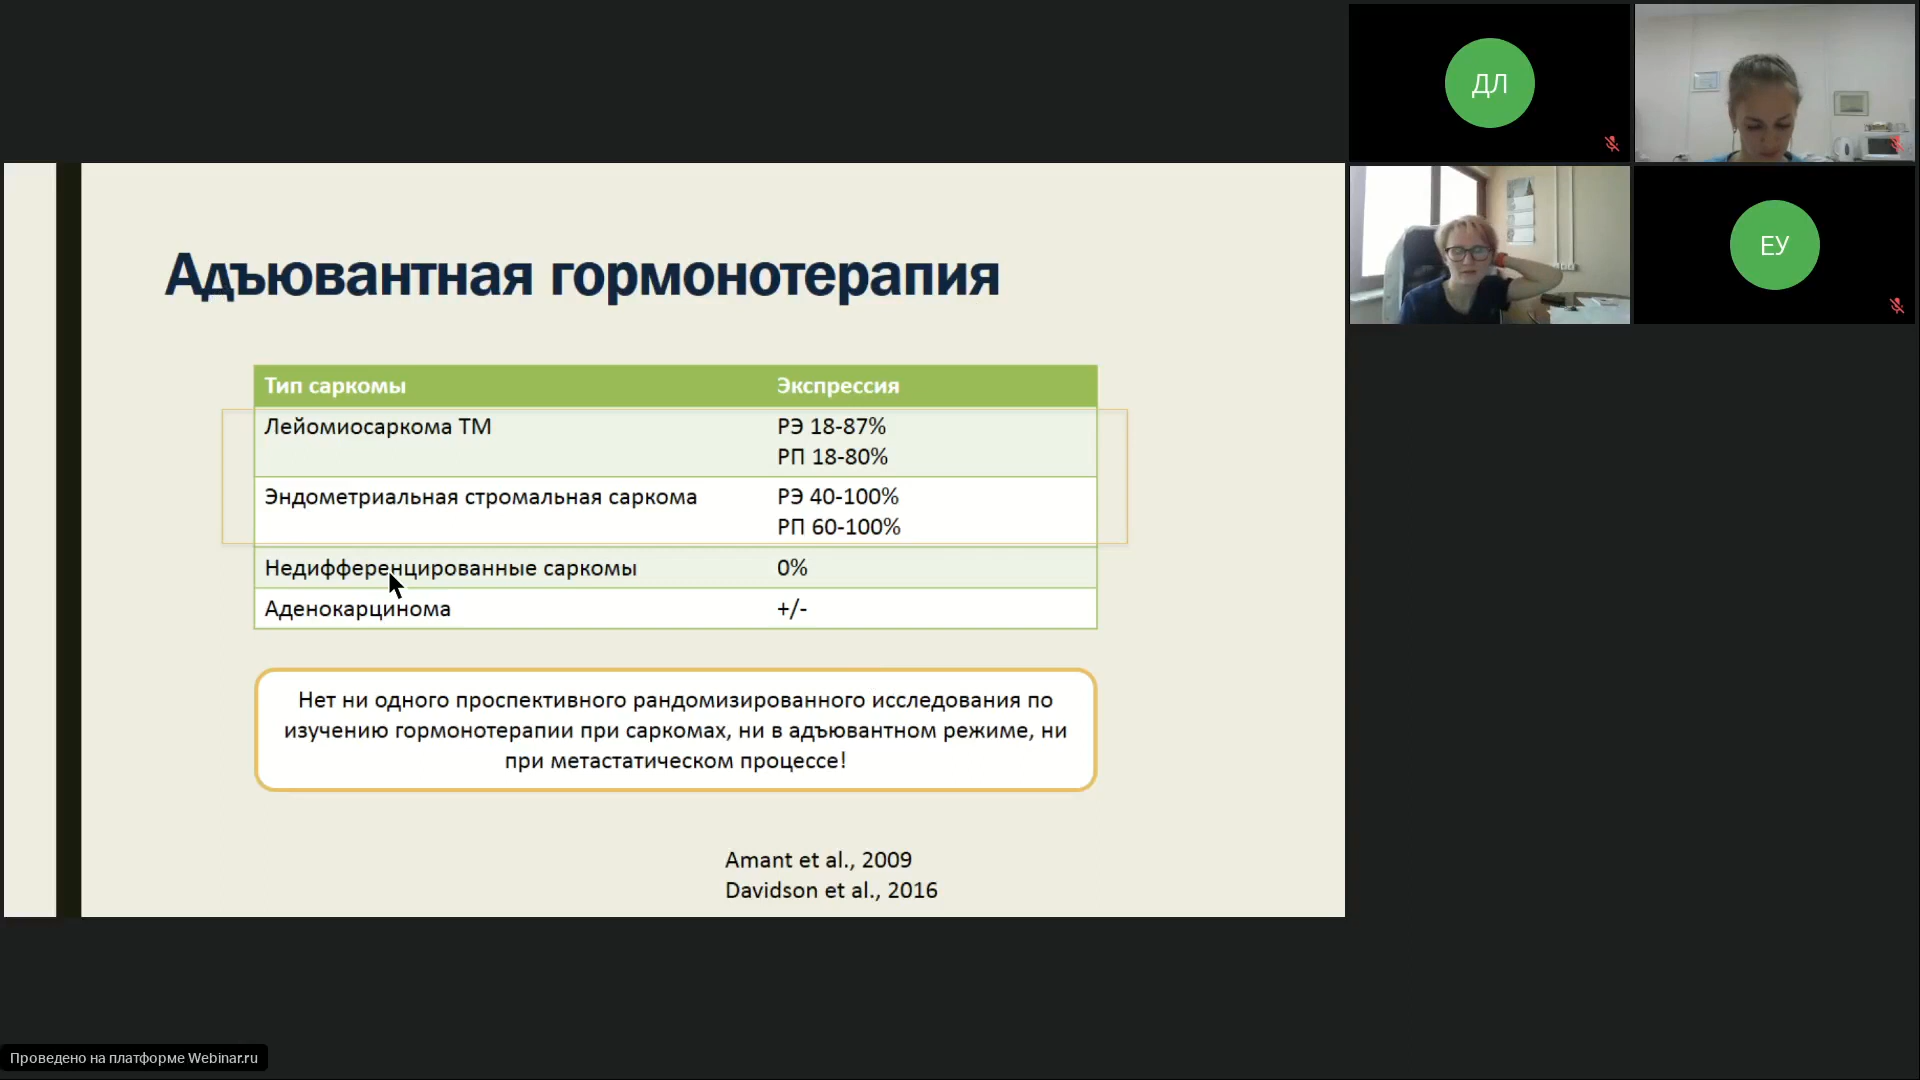 ДЛ
ЕУ
Адъювантная гормонотерапия
Тип саркомы Экспрессия
Лейомиосаркома ТМ РЭ 18-87%
РП 18-80%
Эндометриальная стромальная саркома РЭ 40-100%
РП 60-100%
Недифференцированные саркомы 0%
Аденокарцинома +/-
Нет ни одного проспективного рандомизированного исследования по
изучению гормонотерапии при саркомах, ни в адъювантном режиме, ни
при метастатическом процессе!
Amant et al., 2009
Davidson et al., 2016
Проведено на платформе Webinar.ru